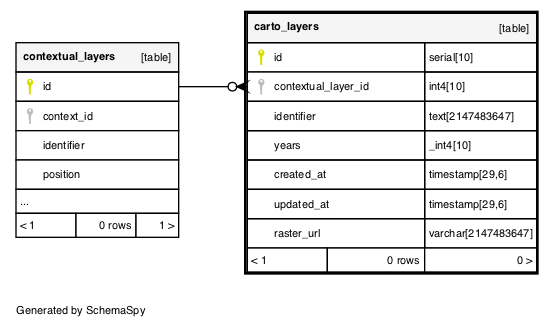 contextual_layers [table]
id
context_id
identifier
position
...
< 1 0 rows 1 >
carto_layers [table]
id serial[10]
contextual_layer_id int4[10]
identifier text[2147483647]
years _int4[10]
created_at timestamp[29,6]
updated_at timestamp[29,6]
raster_url varchar[2147483647]
< 1 0 rows 0 >
Generated by SchemaSpy